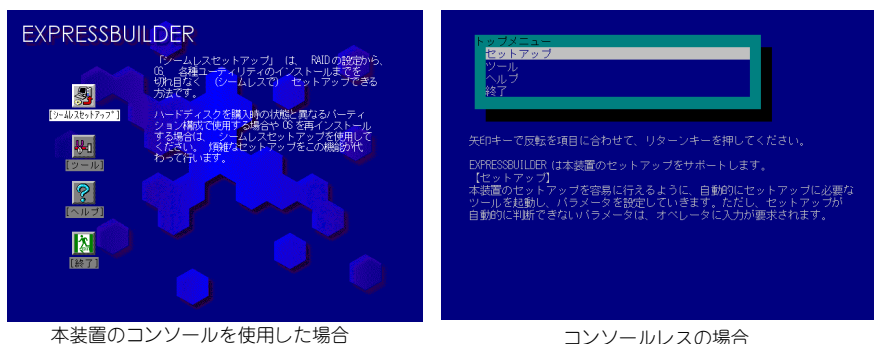 EXPRESSBUILDER
「シームレスセットアップ」 は、 RAIDの設定から、
OS、 各種ユーティリティのインストールまでを
切れ目なく （シームレスで） セットアップできる
方法です。
ハードディスクを購入時の状態と異なるパーティ
ション構成で使用する場合や OSを再インストール
する場合は、 シームレスセットアップを使用して
ください。 煩雑なセットアップをこの機能が代
わって行います。
[シームレスセットアップ]
[ツール]
[ヘルプ]
[終了]
本装置のコンソールを使用した場合
トップメニュー
セットアップ
ツール
ヘルプ
終了
矢印キーで反転を項目に合わせて、リターンキーを押してください。
EXPRESSBUILDER は本装置のセットアップをサポートします。
【セットアップ】
本装置のセットアップを容易に行えるように、自動的にセットアップに必要な
ツールを起動し、パラメータを設定していきます。ただし、セットアップが
自動的に判断できないパラメータは、オペレータに入力が要求されます。
コンソールレスの場合